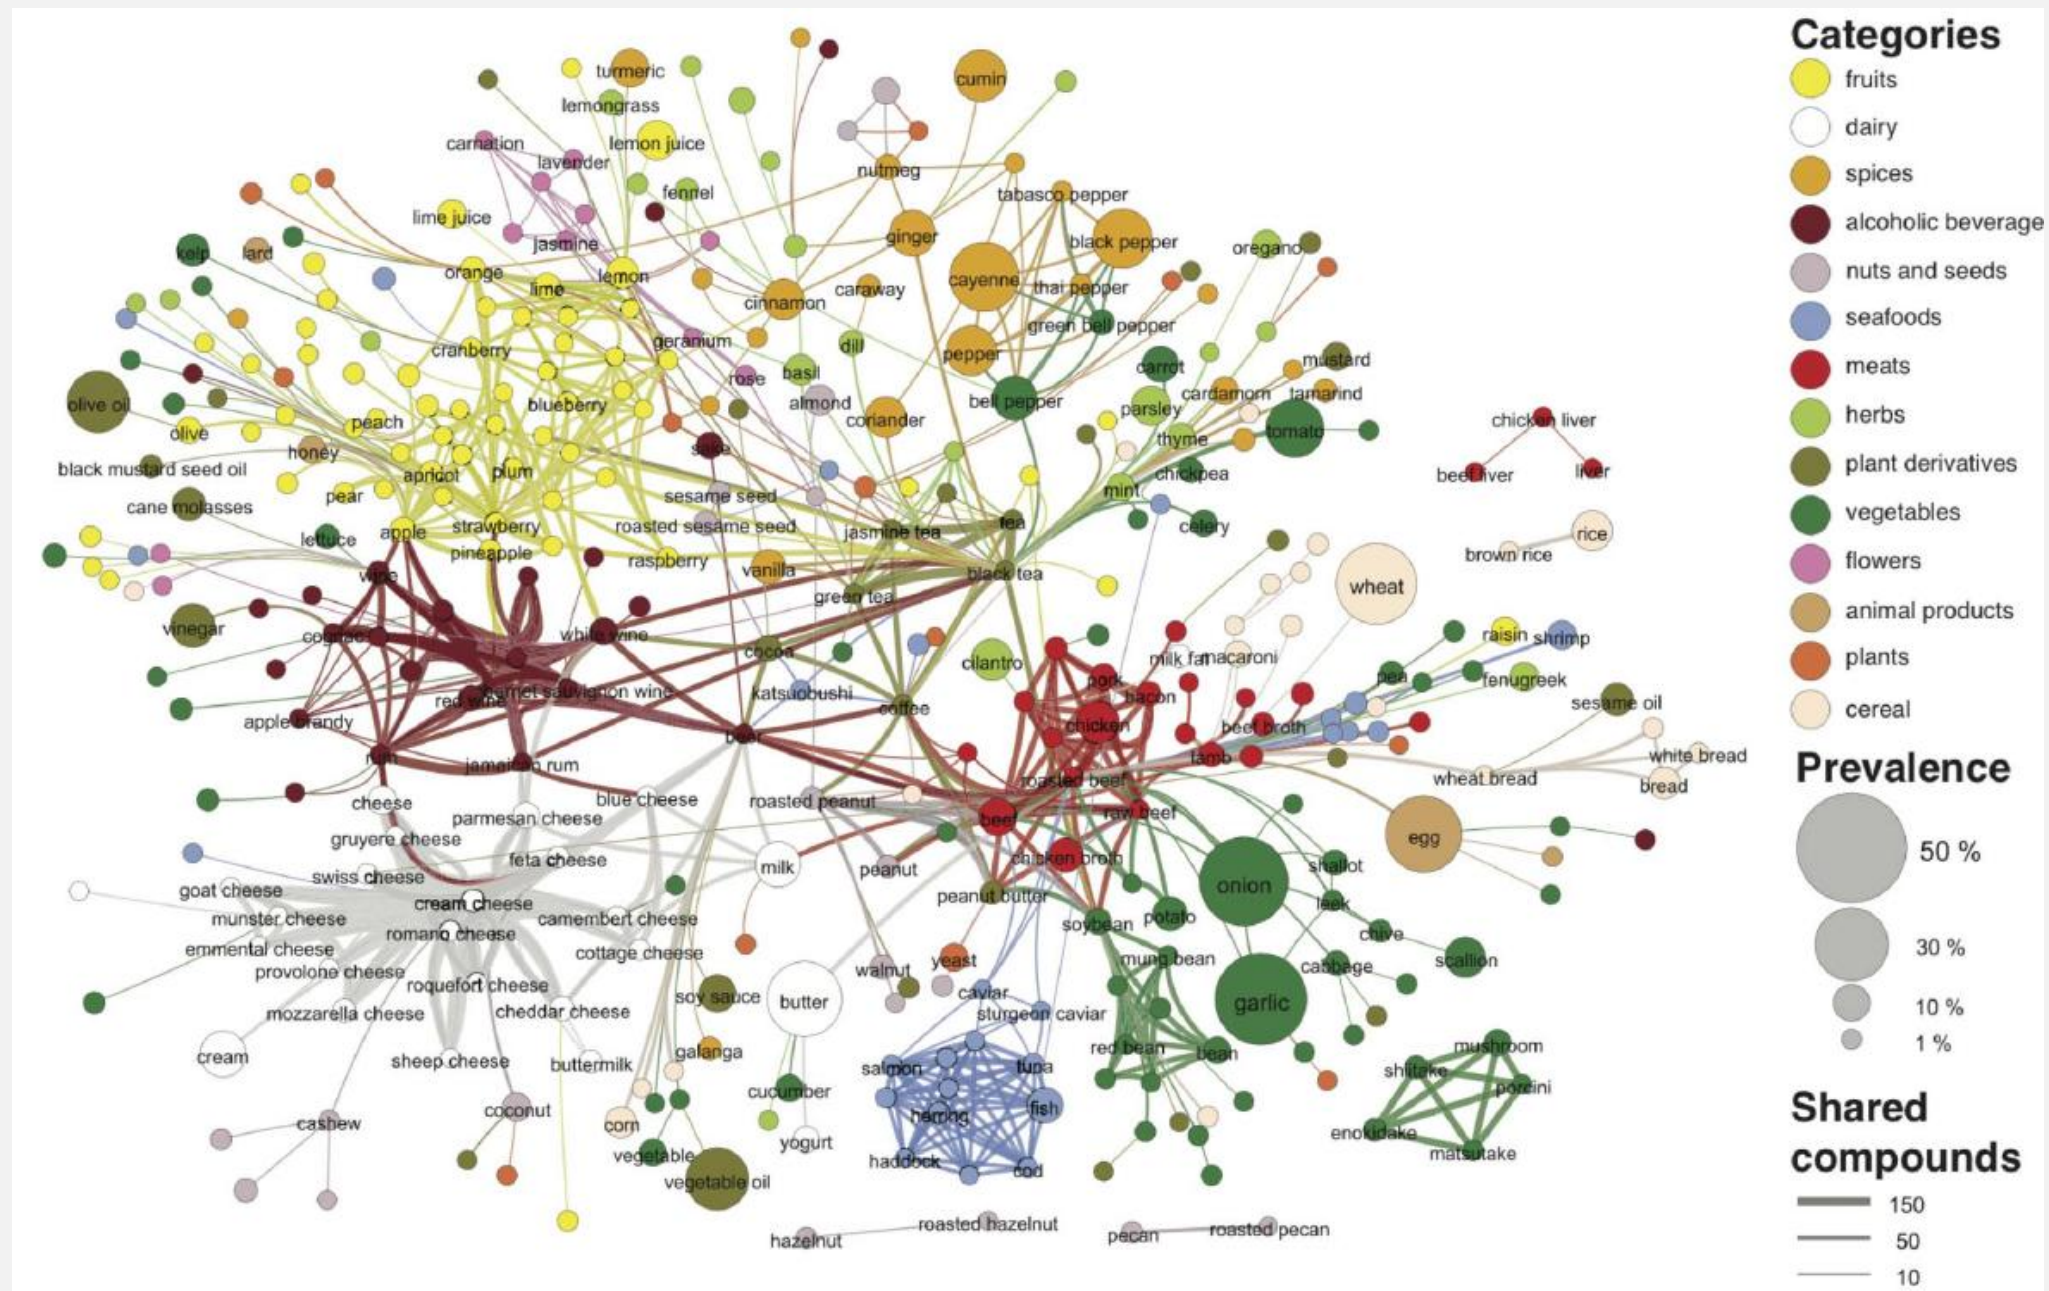 turmeric
cumin
lemongrass
carnation
lemon juice
lavender
nutmeg
fennel
tabasco pepper
lime juice
jasmine
ginger
black pepper
oregano
kelp
lard
orange
lemon
lime
cayenne
thai pepper
cinnamon
caraway
green bell pepper
cranberry
geranium
dill
pepper
carrot
mustard
rose
basil
olive oil
blueberry
almond
bell pepper
cardamom
tamarind
parsley
peach
coriander
chicken liver
olive
thyme
tomato
honey
sake
black mustard seed oil
apricot
plum
chickpea
beef liver
liver
pear
sesame seed
mint
cane molasses
apple
strawberry
roasted sesame seed
jasmine tea
tea
celery
lettuce
rice
pineapple
raspberry
brown rice
wine
vanilla
black tea
wheat
green tea
vinegar
cognac
white wine
cocoa
raisin
shrimp
cilantro
milk fat
macaroni
pork
pea
fenugreek
red wine
cabernet sauvignon wine
katsuobushi
bacon
coffee
sesame oil
apple brandy
chicken
beef broth
beer
rum
jamaican rum
lamb
white bread
roasted beef
wheat bread
bread
cheese
blue cheese
roasted peanut
parmesan cheese
beef
raw beef
gruyere cheese
egg
feta cheese
milk
chicken broth
swiss cheese
peanut
shallot
goat cheese
onion
cream cheese
peanut butter
leek
munster cheese
camembert cheese
potato
soybean
romano cheese
chive
emmental cheese
cottage cheese
mung bean
provolone cheese
walnut
yeast
cabbage
scallion
roquefort cheese
soy sauce
butter
caviar
garlic
mozzarella cheese
cheddar cheese
sturgeon caviar
cream
sheep cheese
buttermilk
galanga
red bean
bean
mushroom
salmon
tuna
shiitake
porcini
cucumber
coconut
herring
fish
cashew
corn
yogurt
enokidake
vegetable
haddock
cod
matsutake
vegetable oil
hazelnut
roasted hazelnut
pecan
roasted pecan
Categories
fruits
dairy
spices
alcoholic beverage
nuts and seeds
seafoods
meats
herbs
plant derivatives
vegetables
flowers
animal products
plants
cereal
Prevalence
50 %
30 %
10 %
1 %
Shared
compounds
150
50
10